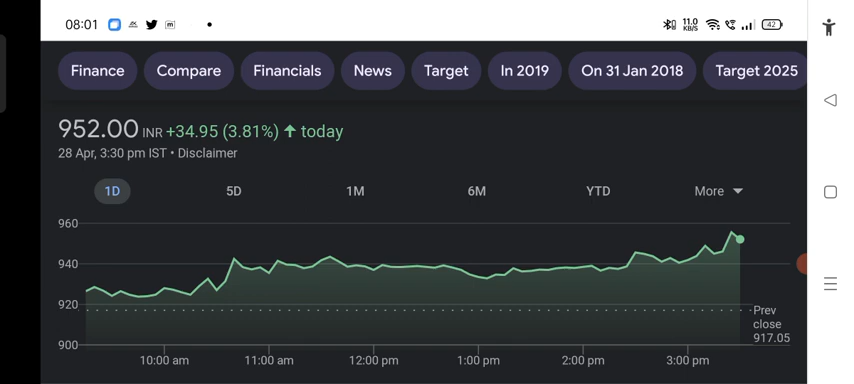 08:01
11.0
KB/S
42
Finance Compare Financials News Target In 2019 On 31 Jan 2018 Target 2025
952.00 INR +34.95 (3.81%) ↑ today
28 Apr, 3:30 pm IST • Disclaimer
1D 5D 1M 6M YTD More
960
940
920
900
Prev
close
917.05
10:00 am 11:00 am 12:00 pm 1:00 pm 2:00 pm 3:00 pm